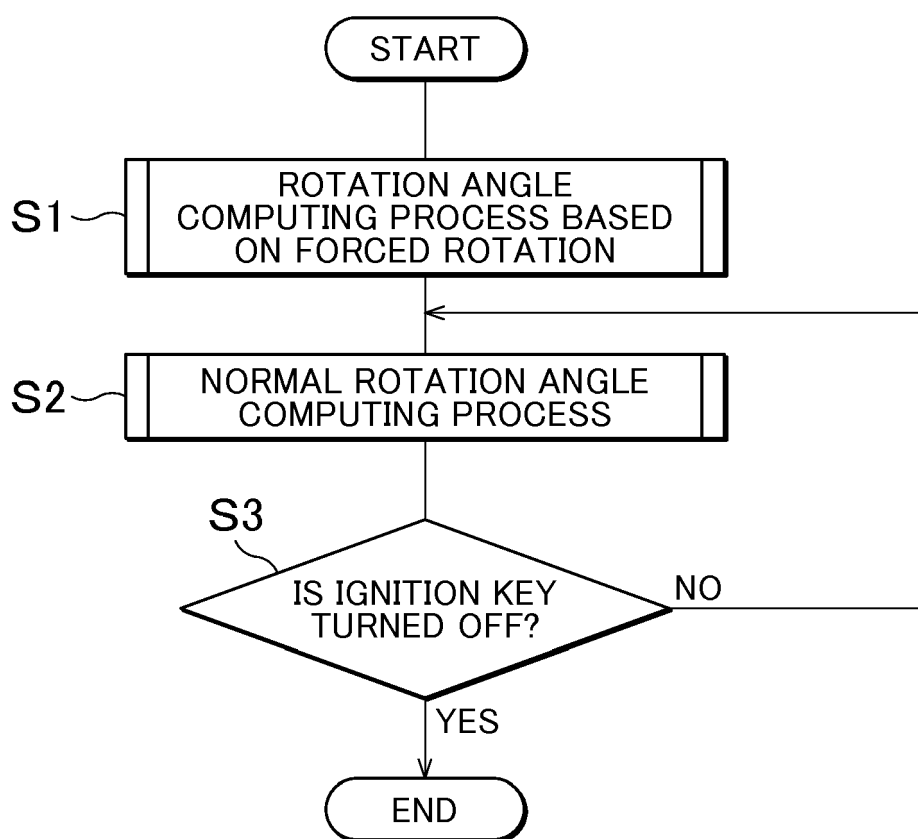 START
S1
ROTATION ANGLE
COMPUTING PROCESS BASED
ON FORCED ROTATION
S2
NORMAL ROTATION ANGLE
COMPUTING PROCESS
S3
IS IGNITION KEY
TURNED OFF?
NO
YES
END